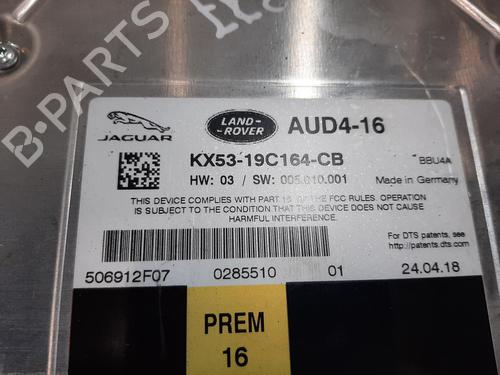 B-PARTS
JAGUAR
LAND-
ROVER
AUD4-16
KX53-19C164-CB
BBU4A
HW: 03 / SW: 005.010.001
Made in Germany
THIS DEVICE COMPLIES WITH PART 15 OF THE FCC RULES. OPERATION
IS SUBJECT TO THE CONDITION THAT THIS DEVICE DOES NOT CAUSE
HARMFUL INTERFERENCE.
For DTS patents, see
http://patents.dts.com
506912F07
0285510
01
24.04.18
PREM
16